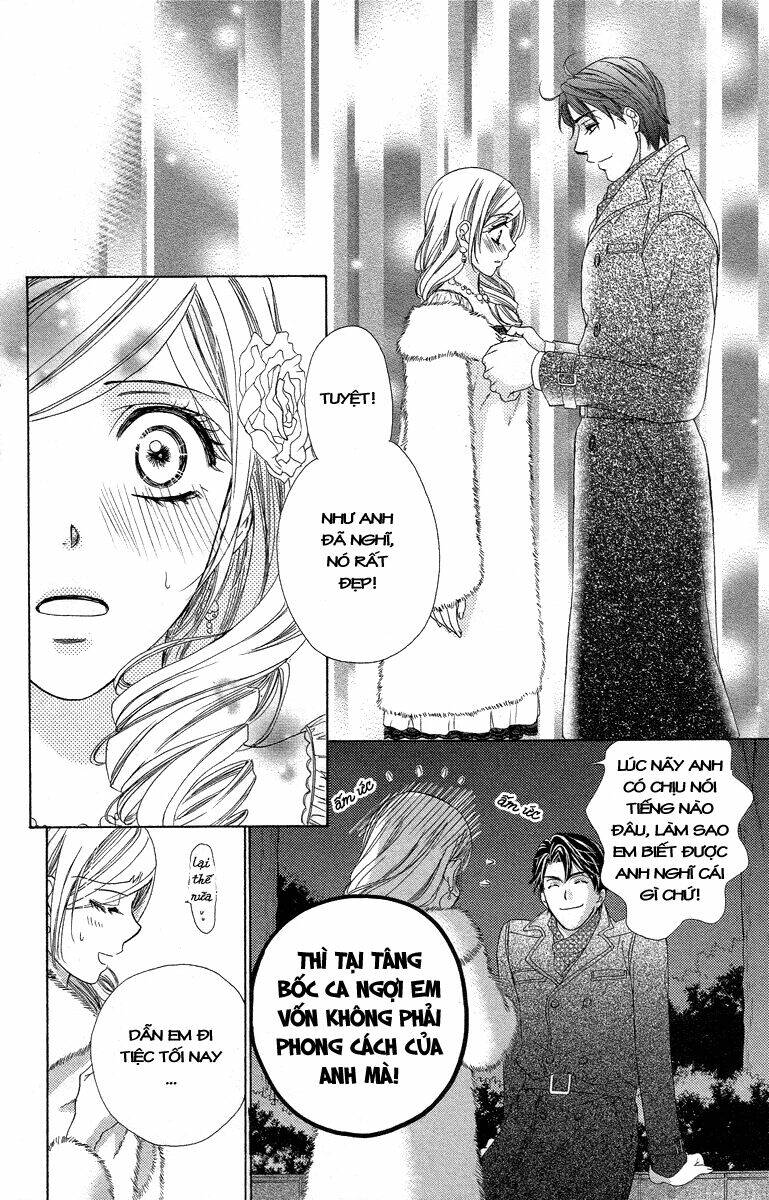 TUYỆT!
NHƯ ANH
ĐÃ NGHĨ,
NÓ RẤT
ĐẸP!
LÚC NÃY ANH
CÓ CHỊU NÓI
TIẾNG NÀO
ĐÂU, LÀM SAO
EM BIẾT ĐƯỢC
ANH NGHĨ CÁI
GÌ CHỨ!
ấm ức
ấm ức
THÌ TẠI TÂNG
BỐC CA NGỢI EM
VỐN KHÔNG PHẢI
PHONG CÁCH CỦA
ANH MÀ!
lại
thế
nữa
DẪN EM ĐI
TIỆC TỐI NAY
...